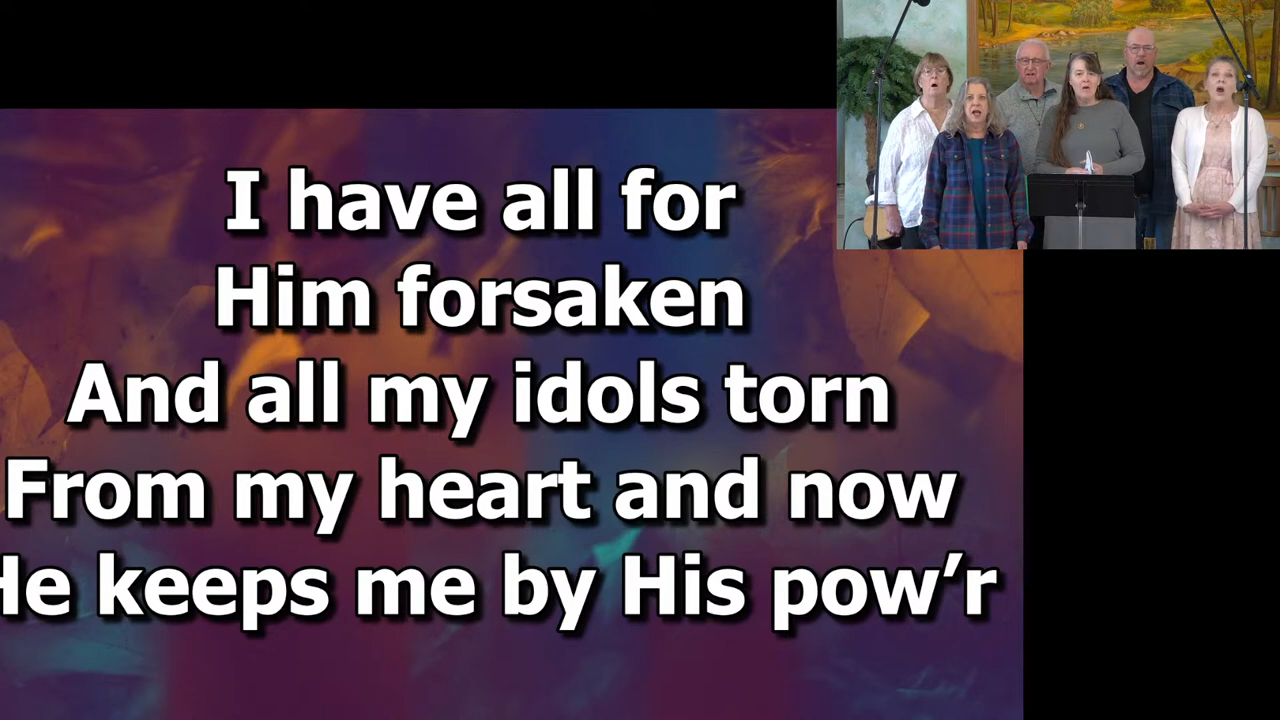 I have all for
Him forsaken
And all my idols torn
From my heart and now
He keeps me by His pow’r